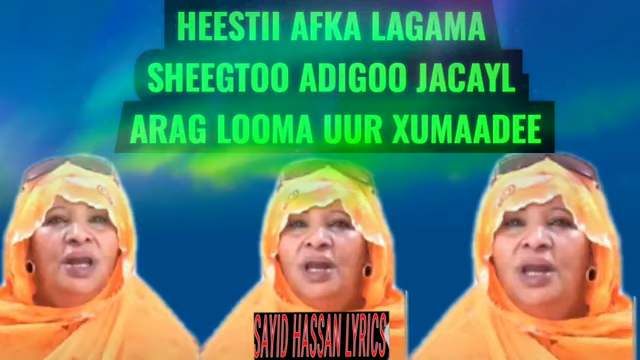 HEESTII AFKA LAGAMA
SHEEGTOO ADIGOO JACAYL
ARAG LOOMA UUR XUMAADEE
SAYID HASSAN LYRICS